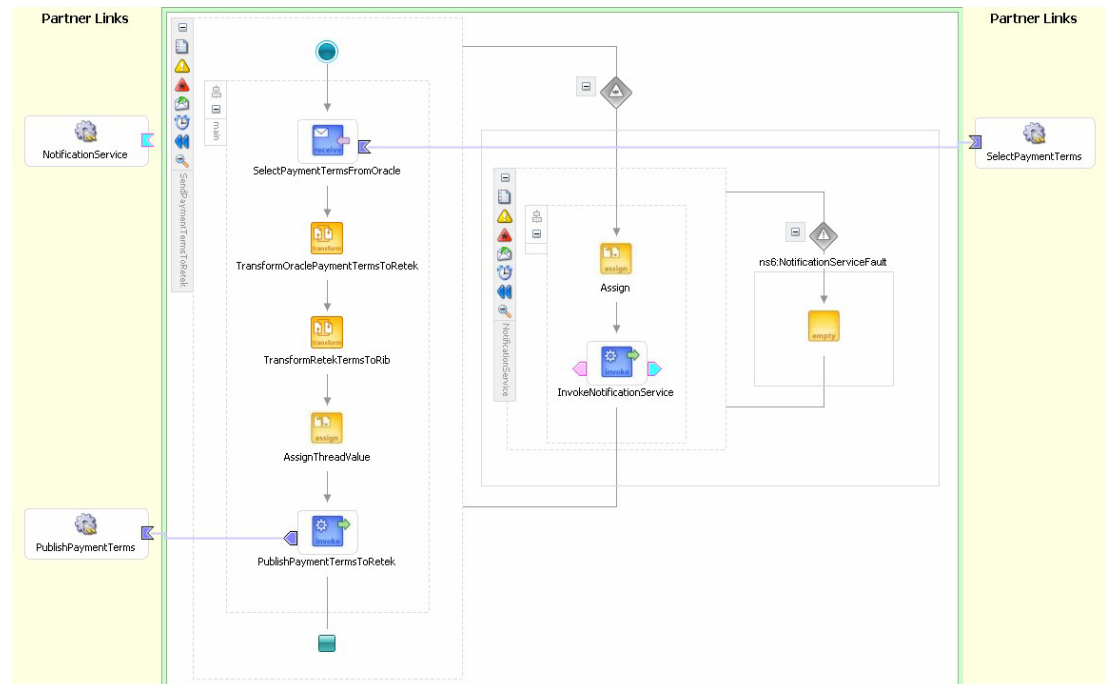 Partner Links
Partner Links
NotificationService
SelectPaymentTerms
PublishPaymentTerms
SendPaymentTermsToRetek
main
receive
SelectPaymentTermsFromOracle
transform
TransformOraclePaymentTermsToRetek
transform
TransformRetekTermsToRib
assign
AssignThreadValue
invoke
PublishPaymentTermsToRetek
NotificationService
assign
Assign
invoke
InvokeNotificationService
ns6:NotificationServiceFault
empty